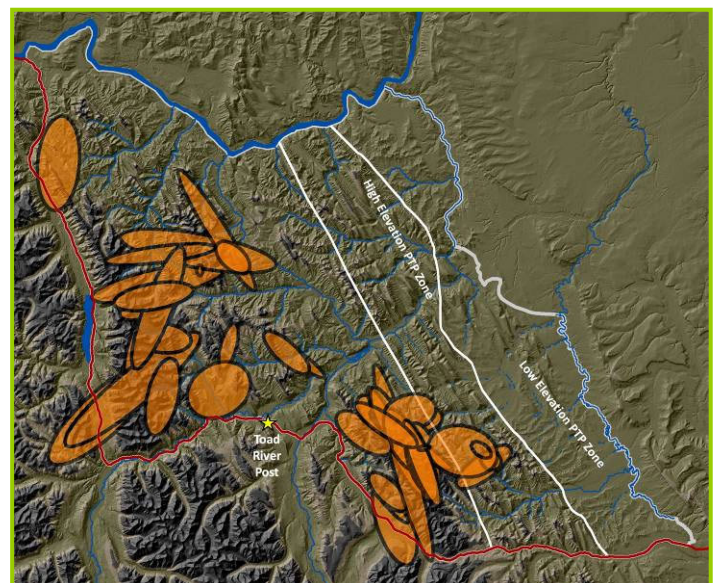 High Elevation PTP Zone
Low Elevation PTP Zone
Toad
River
Post